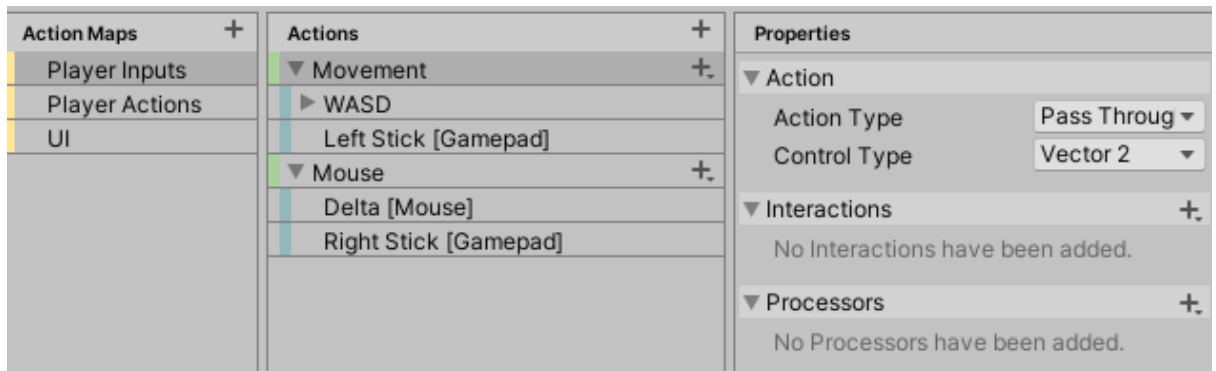 Action Maps +
Player Inputs
Player Actions
UI
Actions +
Movement +
WASD
Left Stick [Gamepad]
Mouse +
Delta [Mouse]
Right Stick [Gamepad]
Properties
Action
Action Type Pass Throug
Control Type Vector 2
Interactions +
No Interactions have been added.
Processors +
No Processors have been added.